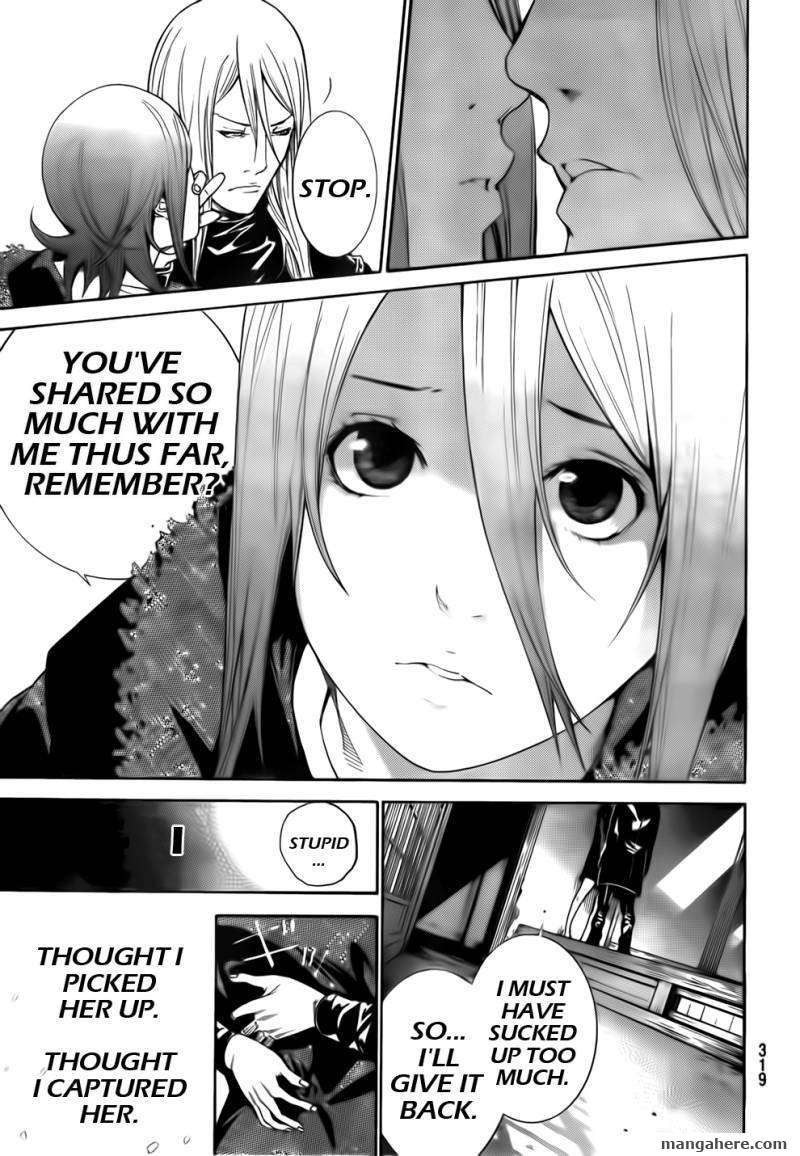 STOP.
YOU'VE
SHARED SO
MUCH WITH
ME THUS FAR,
REMEMBER?
I MUST
HAVE
SUCKED
UP TOO
MUCH.
SO...
I'LL
GIVE IT
BACK.
STUPID
...
I
THOUGHT I
PICKED
HER UP.
THOUGHT
I CAPTURED
HER.
319
mangahere.com